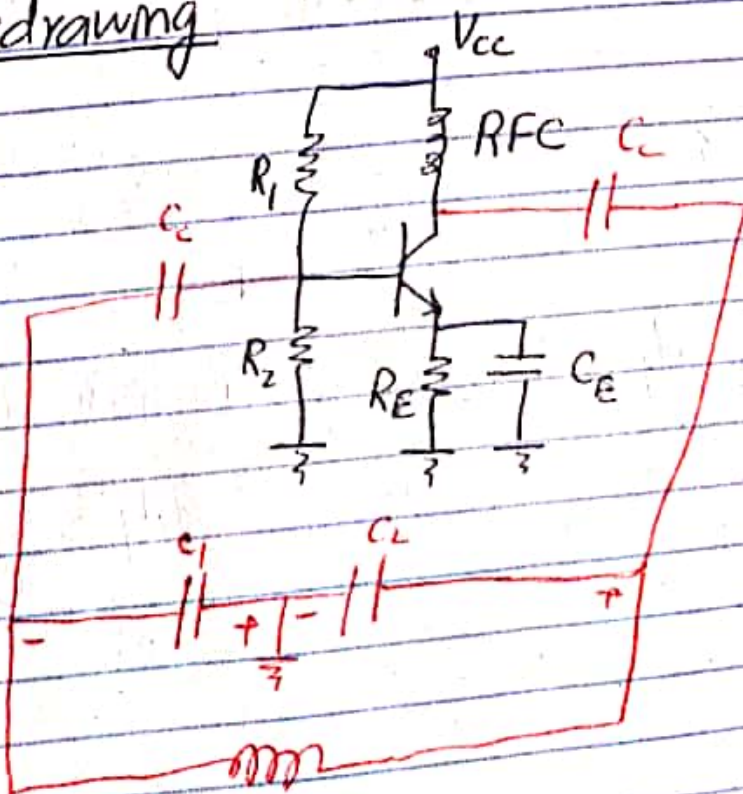 drawing
Vcc
RFC
Cc
R1
Cc
R2
RE
CE
C1
C2
- + - +